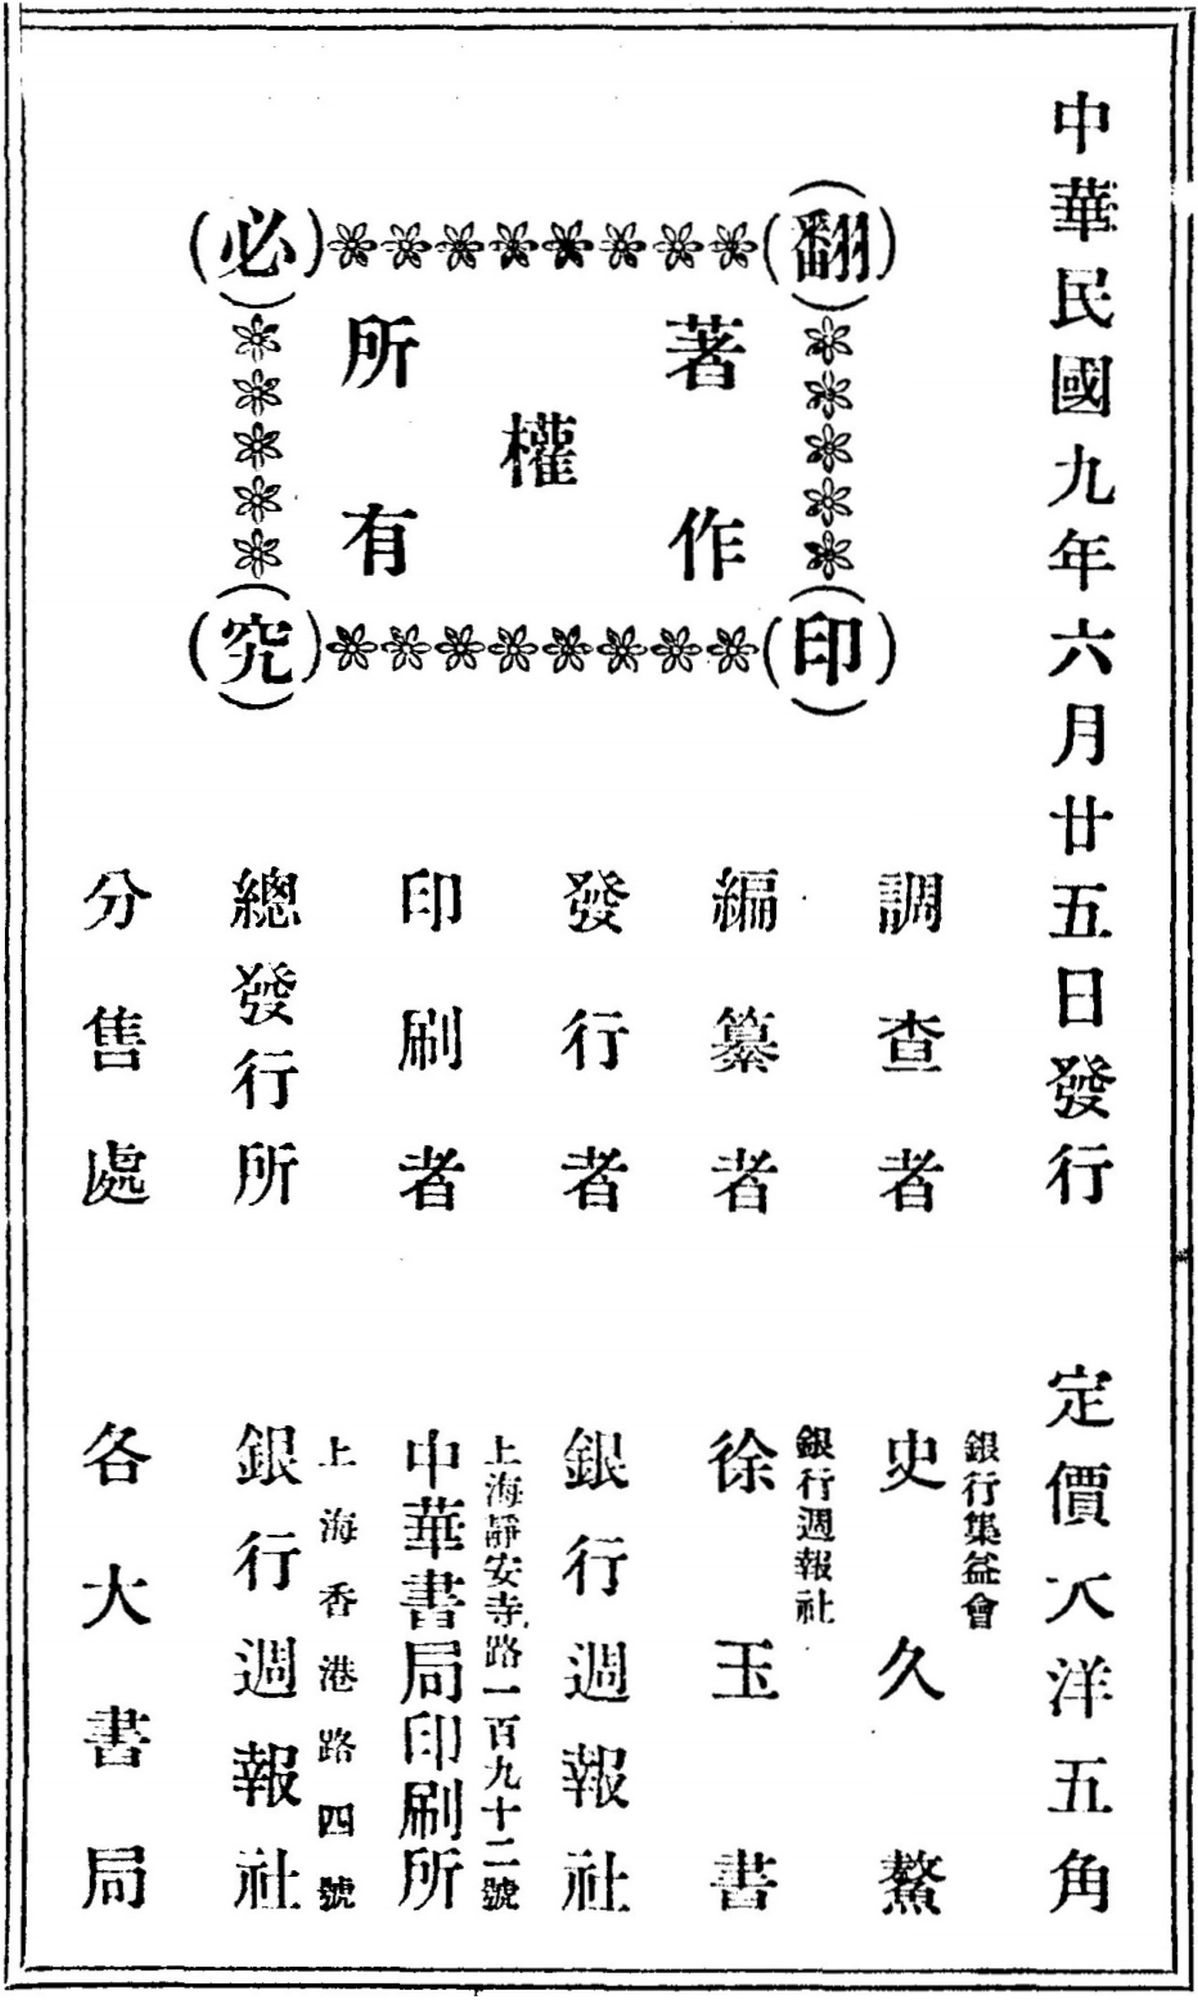 中華民國九年六月廿五日發行 定價大洋五角
翻印必究
著作權所有
調查者 銀行集益會 史久鰲
編纂者 銀行週報社 徐玉書
發行者 銀行週報社
印刷者 上海靜安寺路一百九十二號 中華書局印刷所
總發行所 上海香港路四號 銀行週報社
分售處 各大書局